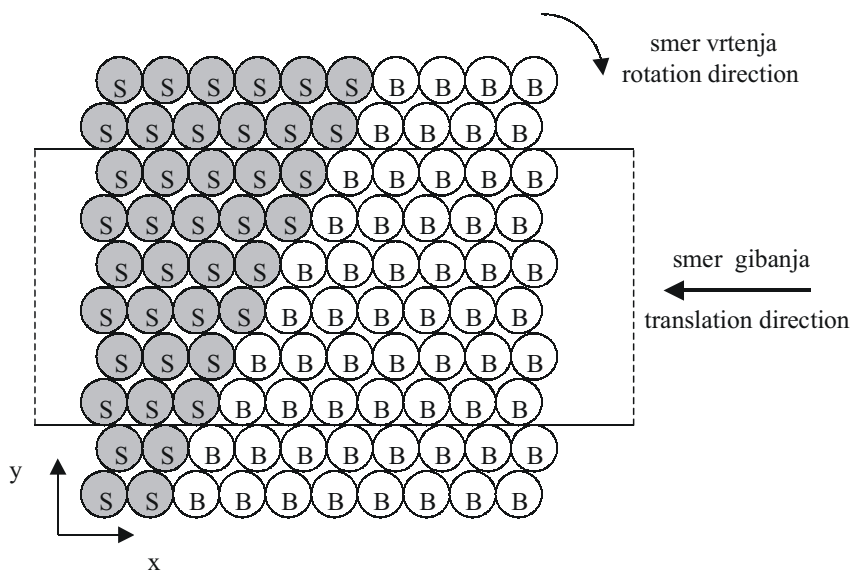 smer vrtenja
rotation direction
S S S S S S B B B B
S S S S S S B B B B
S S S S S B B B B B
S S S S S B B B B B
S S S S B B B B B B
smer gibanja
S S S S B B B B B B
translation direction
S S S B B B B B B B
S S S B B B B B B B
S S B B B B B B B B
y
S S B B B B B B B B
x